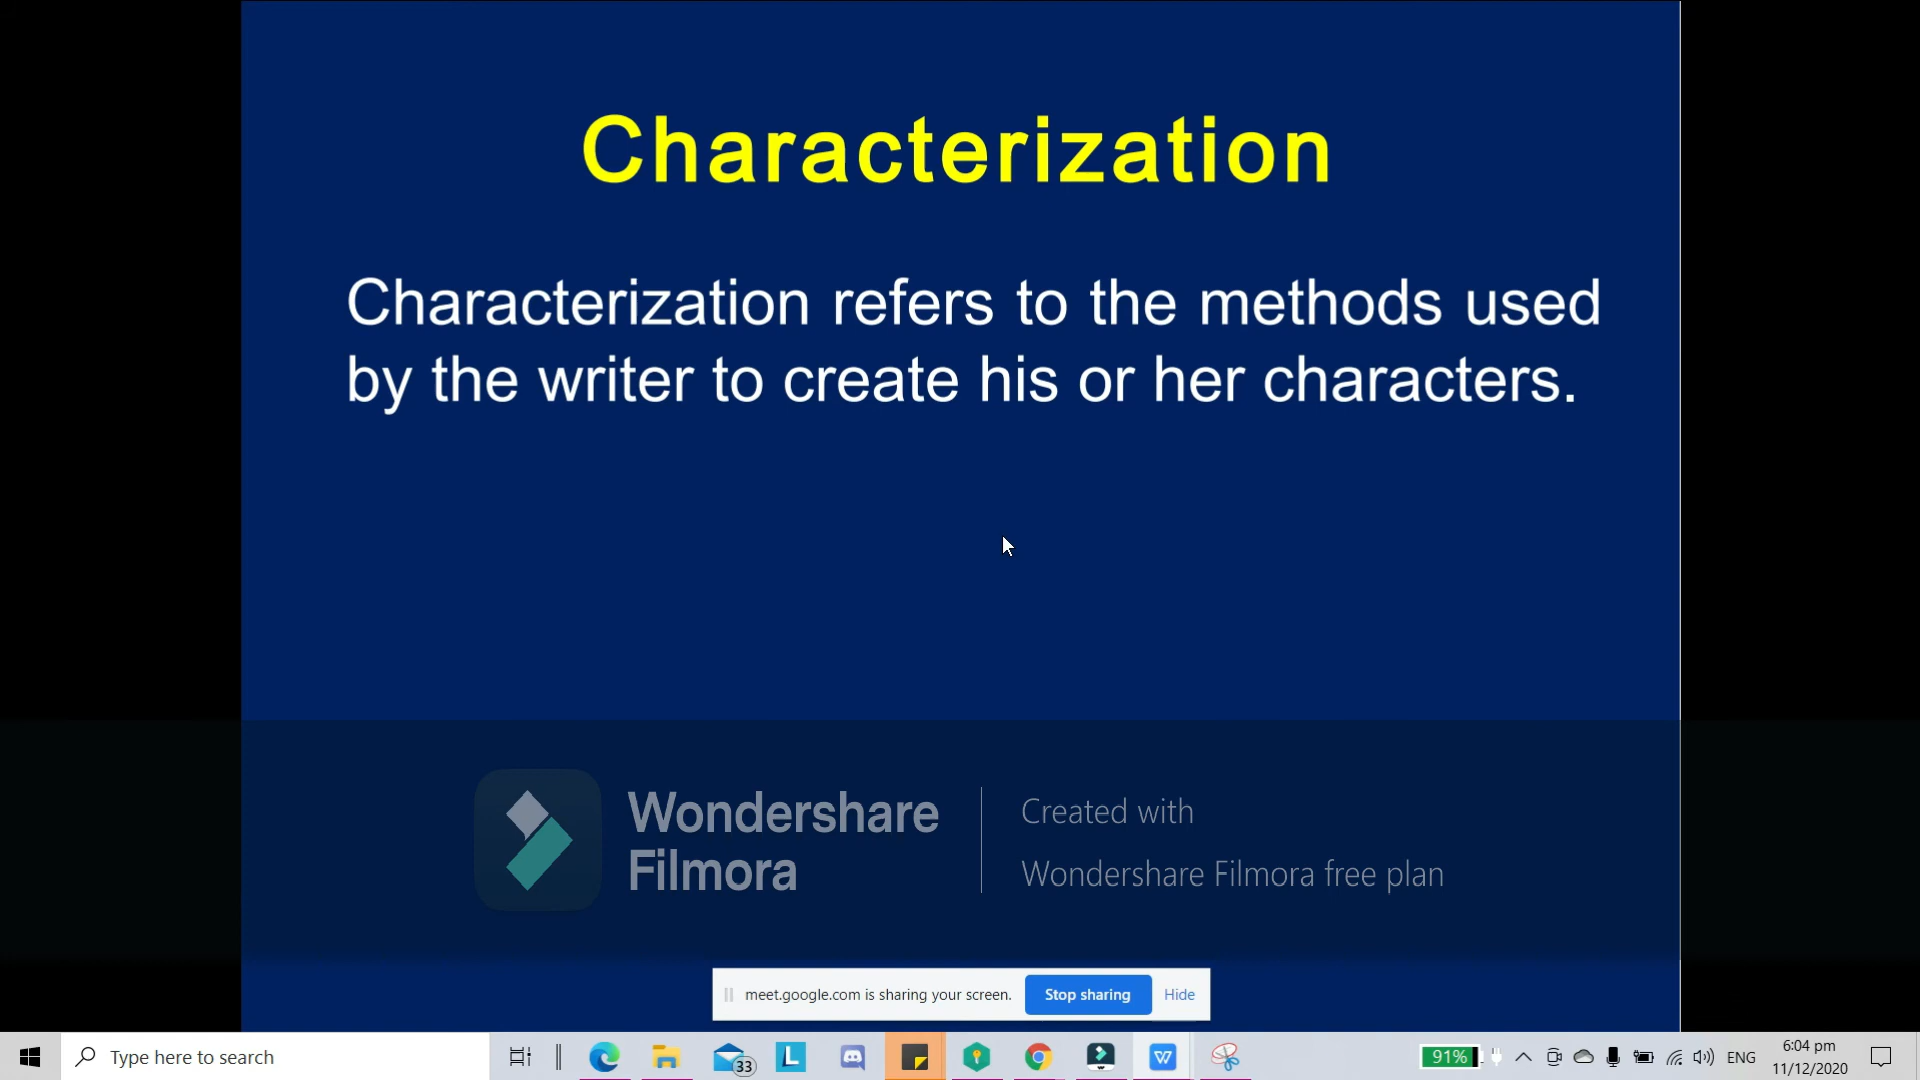 Characterization
Characterization refers to the methods used
by the writer to create his or her characters.
Wondershare
Filmora
Created with
Wondershare Filmora free plan
meet.google.com is sharing your screen.
Stop sharing
Hide
Type here to search
33
L
W
91%
ENG
6:04 pm
11/12/2020